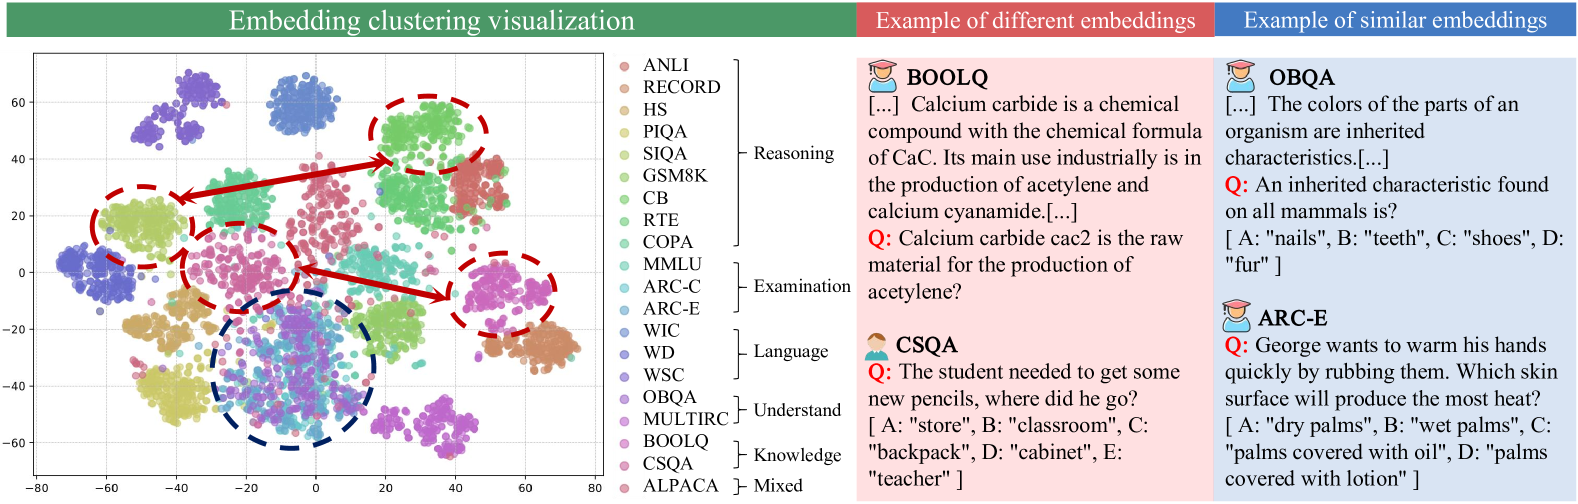 Embedding clustering visualization
Example of different embeddings
Example of similar embeddings
60
40
20
0
−20
−40
−60
−80
−60
−40
−20
0
20
40
60
80
ANLI
RECORD
HS
PIQA
SIQA
GSM8K
CB
RTE
COPA
MMLU
ARC-C
ARC-E
WIC
WD
WSC
OBQA
MULTIRC
BOOLQ
CSQA
ALPACA
Reasoning
Examination
Language
Understand
Knowledge
Mixed
BOOLQ
[...] Calcium carbide is a chemical
compound with the chemical formula
of CaC. Its main use industrially is in
the production of acetylene and
calcium cyanamide.[...]
Q: Calcium carbide cac2 is the raw
material for the production of
acetylene?
CSQA
Q: The student needed to get some
new pencils, where did he go?
[ A: "store", B: "classroom", C:
"backpack", D: "cabinet", E:
"teacher" ]
OBQA
[...] The colors of the parts of an
organism are inherited
characteristics.[...]
Q: An inherited characteristic found
on all mammals is?
[ A: "nails", B: "teeth", C: "shoes", D:
"fur" ]
ARC-E
Q: George wants to warm his hands
quickly by rubbing them. Which skin
surface will produce the most heat?
[ A: "dry palms", B: "wet palms", C:
"palms covered with oil", D: "palms
covered with lotion" ]